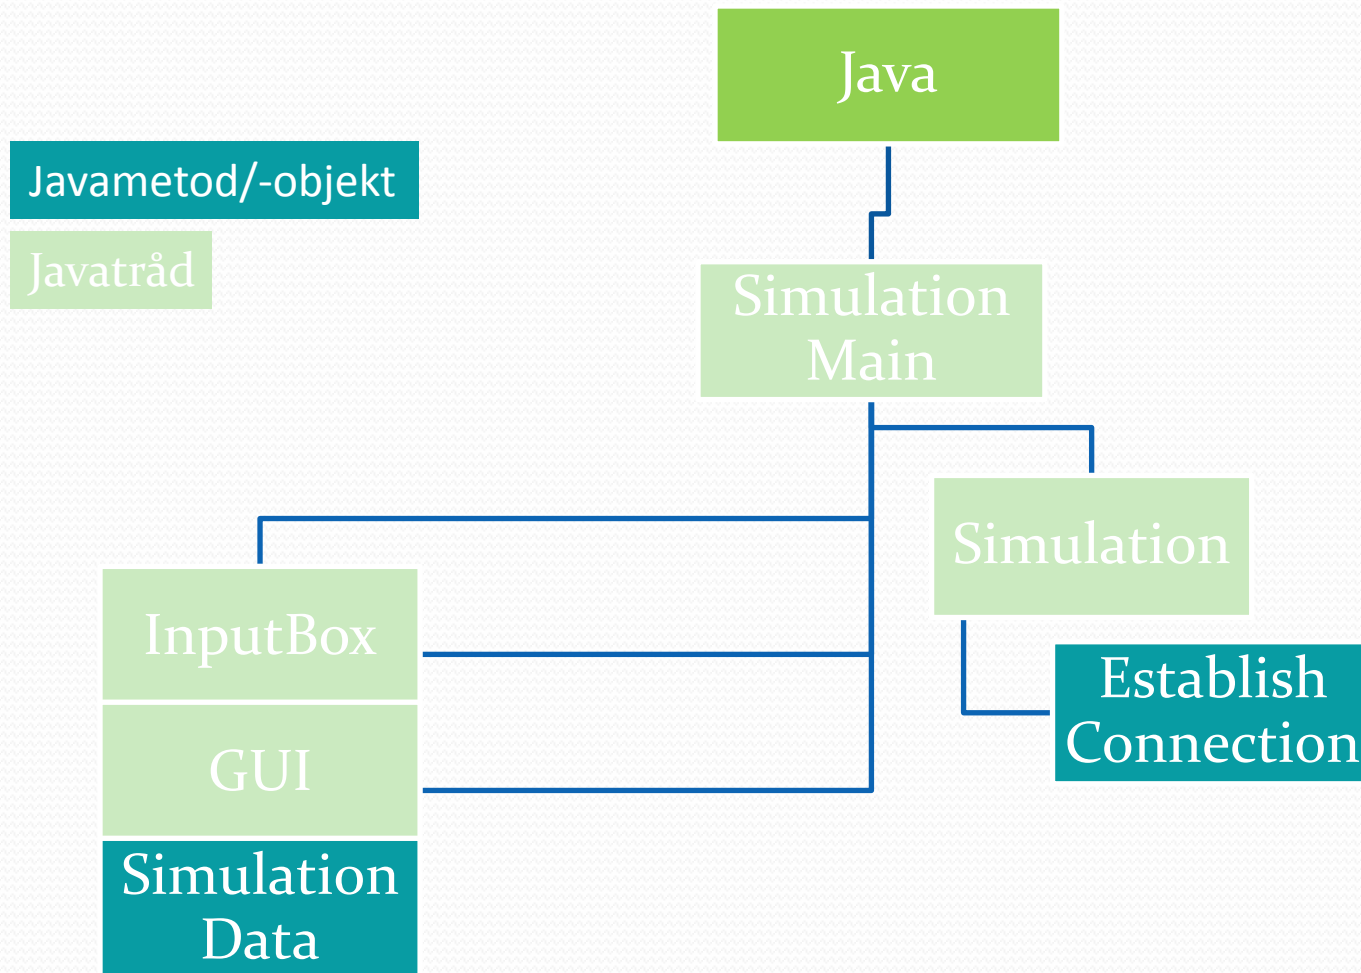 Java
Javametod/-objekt
Javatråd
Simulation
Main
Simulation
InputBox
Establish
Connection
GUI
Simulation
Data